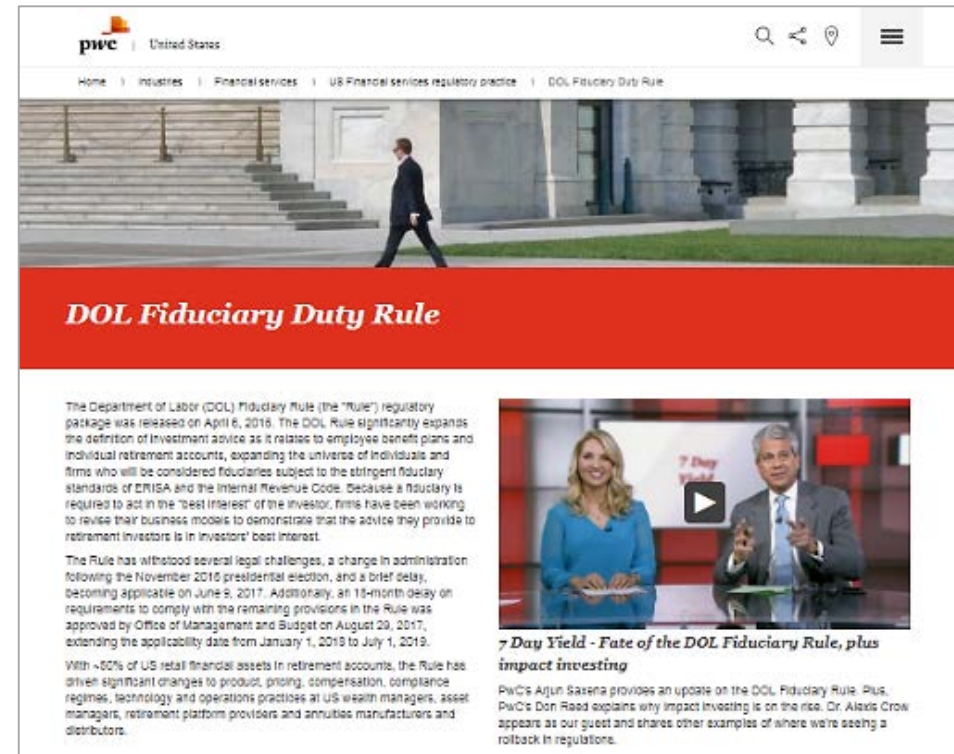 pwc | United States
Home | Industries | Financial services | US Financial services regulatory practice | DOL Fiduciary Duty Rule
DOL Fiduciary Duty Rule
The Department of Labor (DOL) Fiduciary Rule (the "Rule") regulatory
package was released on April 6, 2016. The DOL Rule significantly expands
the definition of investment advice as it relates to employee benefit plans and
individual retirement accounts, expanding the universe of individuals and
firms who will be considered fiduciaries subject to the stringent fiduciary
standards of ERISA and the Internal Revenue Code. Because a fiduciary is
required to act in the "best interest" of the investor, firms have been working
to revise their business models to demonstrate that the advice they provide to
retirement investors is in investors' best interest.
The Rule has withstood several legal challenges, a change in administration
following the November 2016 presidential election, and a brief delay,
becoming applicable on June 9, 2017. Additionally, an 18-month delay on
requirements to comply with the remaining provisions in the Rule was
approved by Office of Management and Budget on August 29, 2017,
extending the applicability date from January 1, 2018 to July 1, 2019.
With ~60% of US retail financial assets in retirement accounts, the Rule has
driven significant changes to product, pricing, compensation, compliance
regimes, technology and operations practices at US wealth managers, asset
managers, retirement platform providers and annuities manufacturers and
distributors.
7 Day
Yield
7 Day Yield - Fate of the DOL Fiduciary Rule, plus
impact investing
PwC's Arjun Saxena provides an update on the DOL Fiduciary Rule. Plus,
PwC's Don Reed explains why impact investing is on the rise. Dr. Alexis Crow
appears as our guest and shares other examples of where we're seeing a
rollback in regulations.